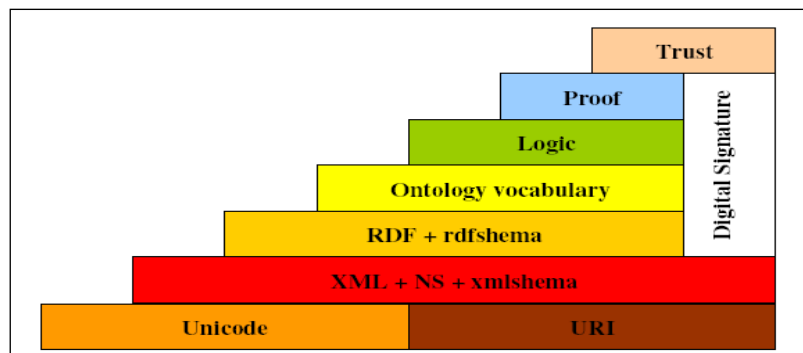 Trust
Proof
Digital Signature
Logic
Ontology vocabulary
RDF + rdfshema
XML + NS + xmlshema
Unicode
URI